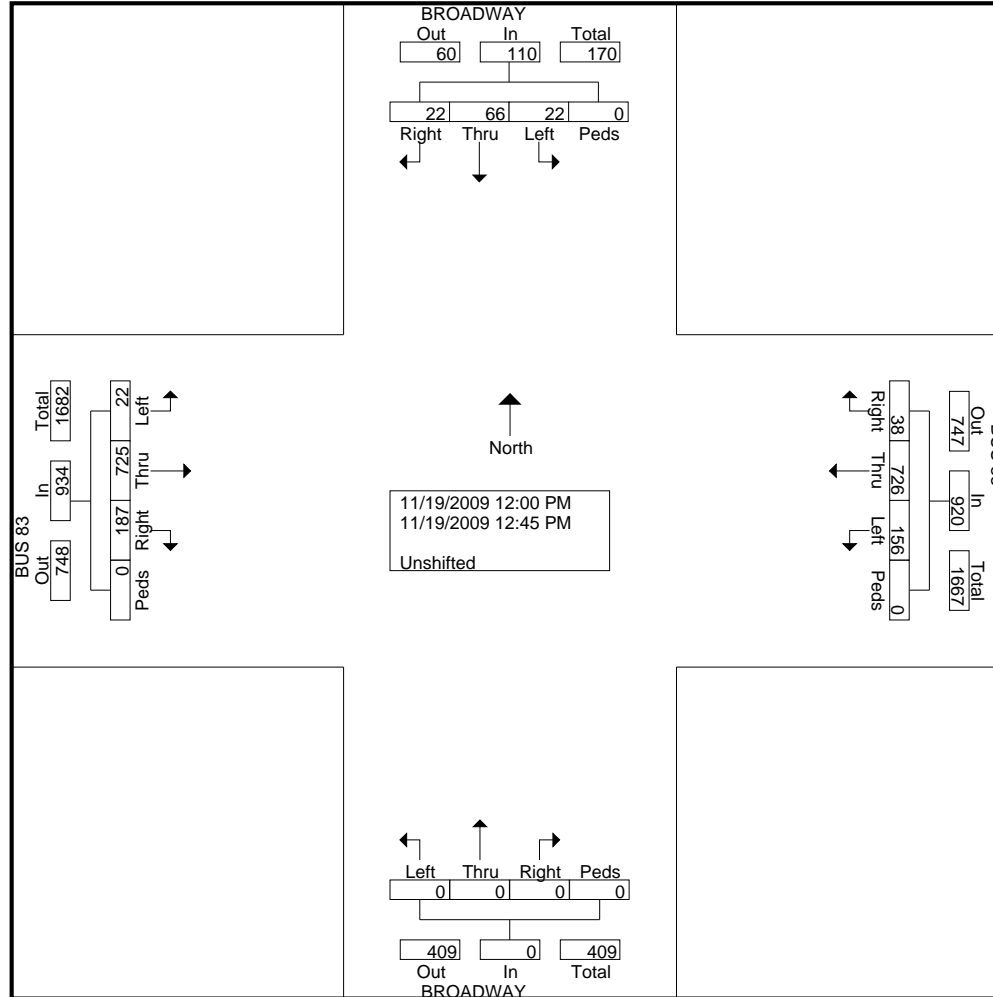 BROADWAY
Out In Total
60 110 170
22 66 22 0
Right Thru Left Peds
Total In Out
1682 934 748
BUS 83
22 725 187 0
Left Thru Right Peds
North
11/19/2009 12:00 PM
11/19/2009 12:45 PM
Unshifted
Right Thru Left Peds
38 726 156 0
Out In Total
747 920 1667
Left Thru Right Peds
0 0 0 0
409 0 409
Out In Total
BROADWAY